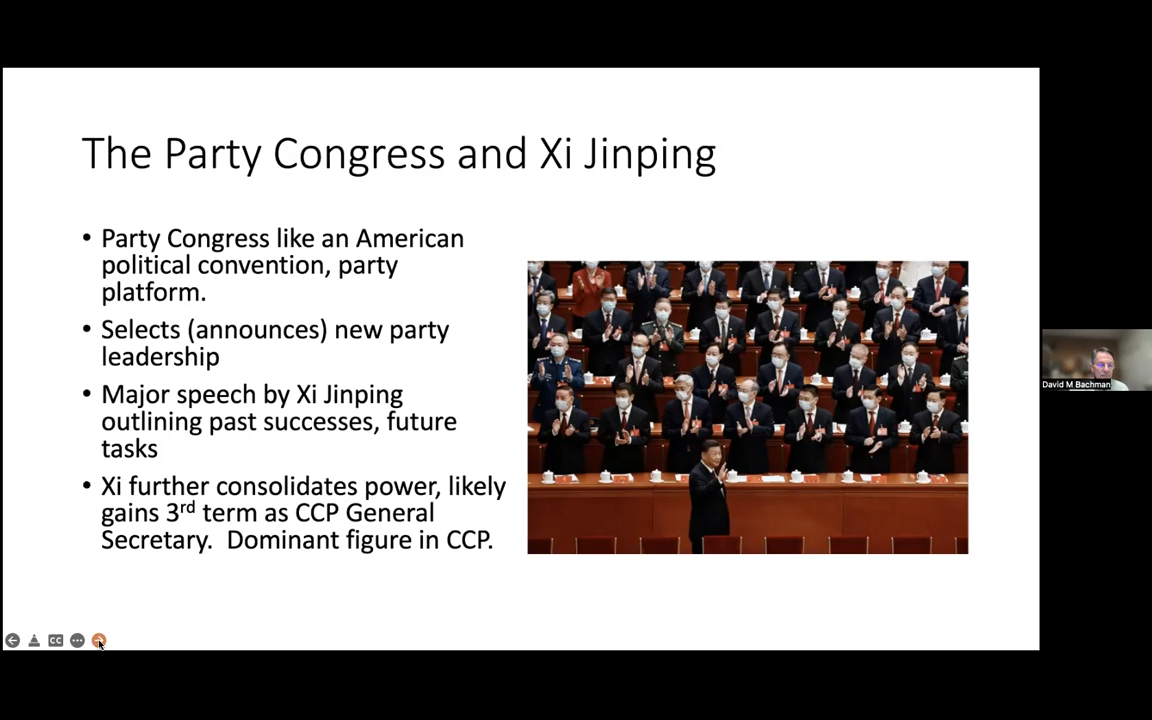 The Party Congress and Xi Jinping
• Party Congress like an American
political convention, party
platform.
• Selects (announces) new party
leadership
• Major speech by Xi Jinping
outlining past successes, future
tasks
• Xi further consolidates power, likely
gains 3rd term as CCP General
Secretary.  Dominant figure in CCP.
David M Bachman
CC